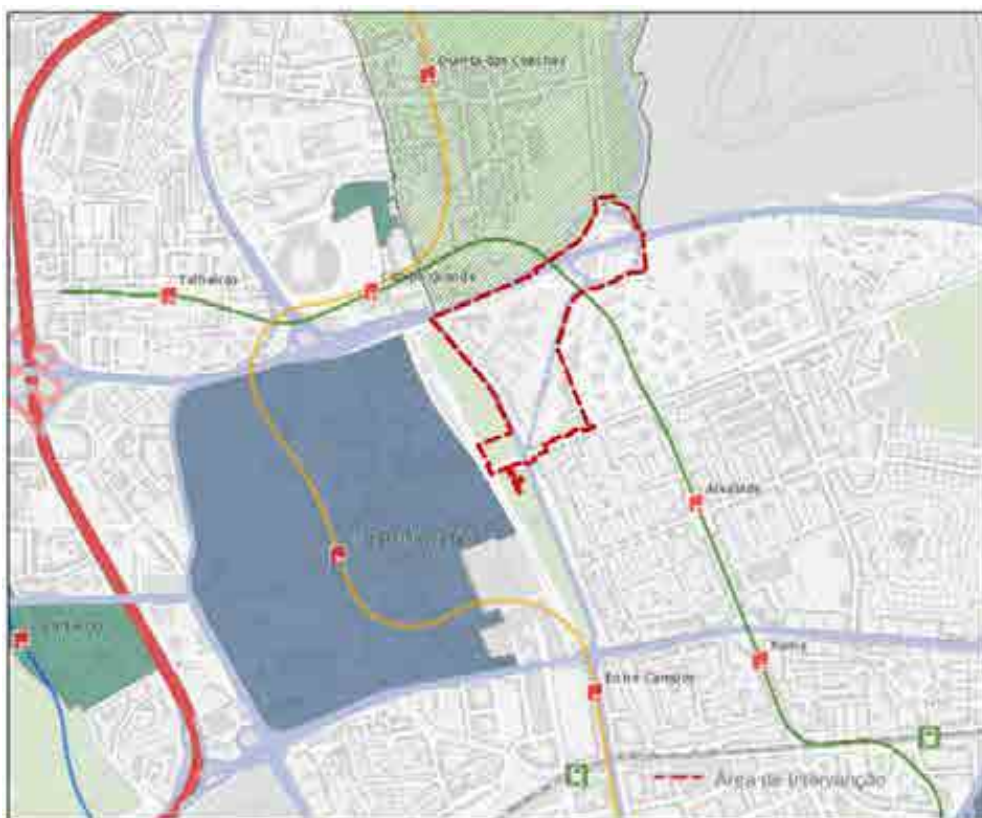 Quinta das Conchas
Telheiras
Campo Grande
Alvalade
Roma
Entre Campos
Área de Intervenção